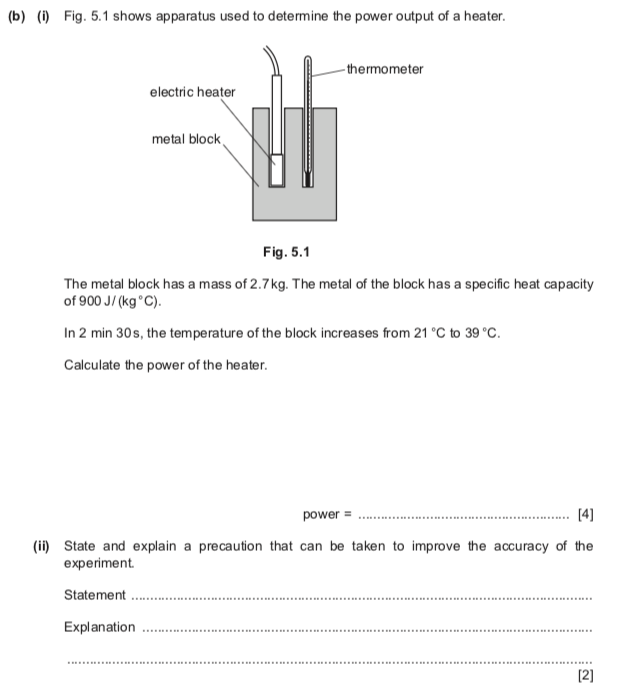 (b) (i) Fig. 5.1 shows apparatus used to determine the power output of a heater.
thermometer
electric heater
metal block
Fig. 5.1
The metal block has a mass of 2.7 kg. The metal of the block has a specific heat capacity
of 900 J/(kg °C).
In 2 min 30 s, the temperature of the block increases from 21 °C to 39 °C.
Calculate the power of the heater.
power = ............................................................ [4]
(ii) State and explain a precaution that can be taken to improve the accuracy of the
experiment.
Statement ............................................................
Explanation ............................................................
............................................................
[2]